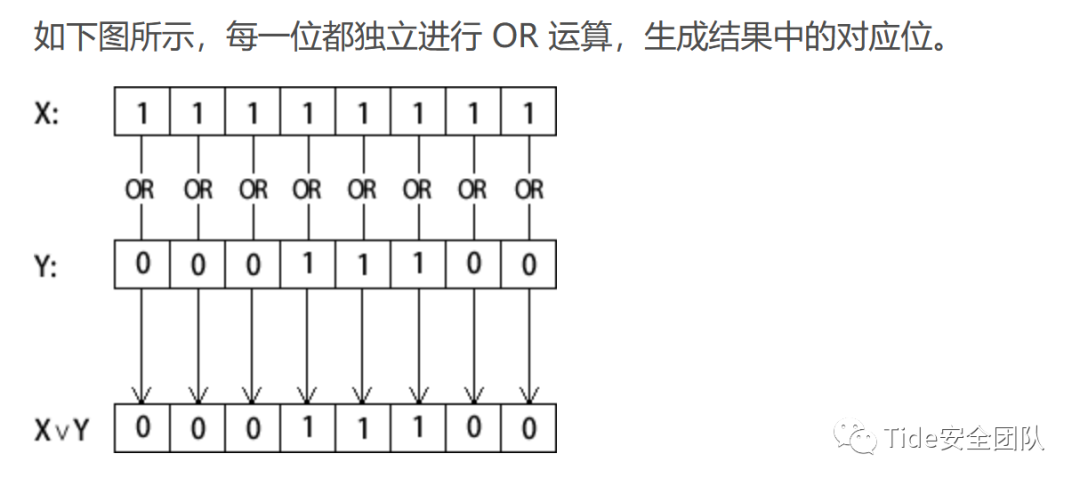 如下图所示，每一位都独立进行 OR 运算，生成结果中的对应位。
X: 1 1 1 1 1 1 1 1
OR OR OR OR OR OR OR OR
Y: 0 0 0 1 1 1 0 0
X∨Y 0 0 0 1 1 1 0 0
Tide安全团队